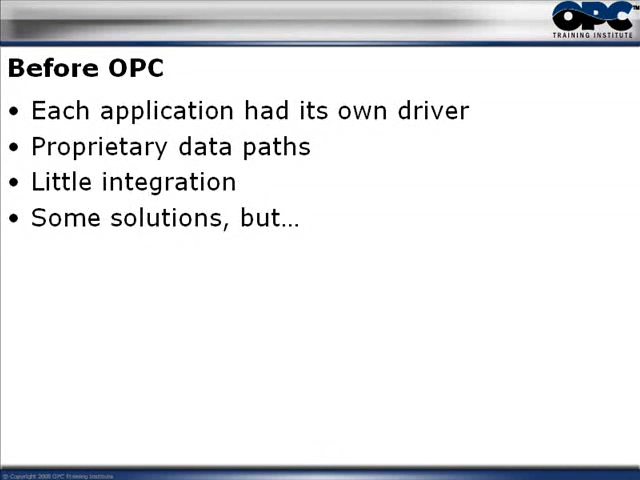 OPC
TRAINING INSTITUTE
Before OPC
• Each application had its own driver
• Proprietary data paths
• Little integration
• Some solutions, but…
© Copyright 2008 OPC Training Institute